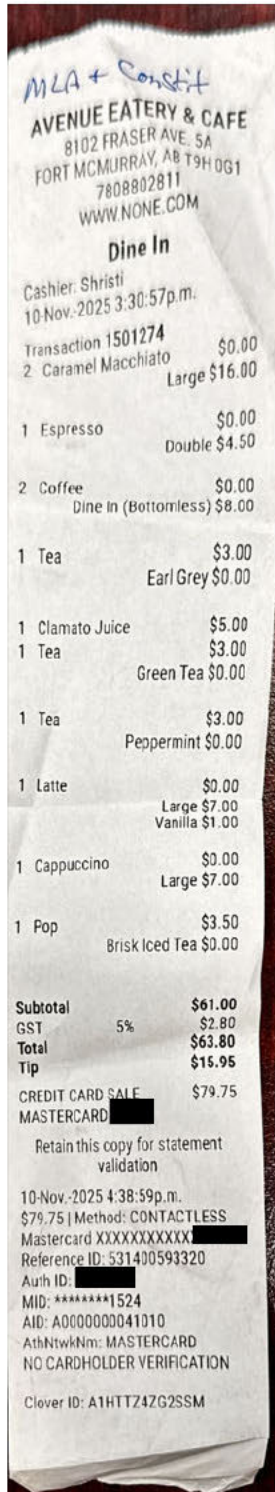 MLA + Constit
AVENUE EATERY & CAFE
8102 FRASER AVE. 5A
FORT MCMURRAY, AB T9H 0G1
7808802811
WWW.NONE.COM
Dine In
Cashier: Shristi
10-Nov.-2025 3:30:57p.m.
Transaction 1501274
2 Caramel Macchiato $0.00
Large $16.00
1 Espresso $0.00
Double $4.50
2 Coffee $0.00
Dine In (Bottomless) $8.00
1 Tea $3.00
Earl Grey $0.00
1 Clamato Juice $5.00
1 Tea $3.00
Green Tea $0.00
1 Tea $3.00
Peppermint $0.00
1 Latte $0.00
Large $7.00
Vanilla $1.00
1 Cappuccino $0.00
Large $7.00
1 Pop $3.50
Brisk Iced Tea $0.00
Subtotal $61.00
GST 5% $2.80
Total $63.80
Tip $15.95
CREDIT CARD SALE $79.75
MASTERCARD
Retain this copy for statement
validation
10-Nov.-2025 4:38:59p.m.
$79.75 | Method: CONTACTLESS
Mastercard XXXXXXXXXXXX
Reference ID: 531400593320
Auth ID:
MID: ********1524
AID: A0000000041010
AthNtwkNm: MASTERCARD
NO CARDHOLDER VERIFICATION
Clover ID: A1HTTZ4ZG2SSM